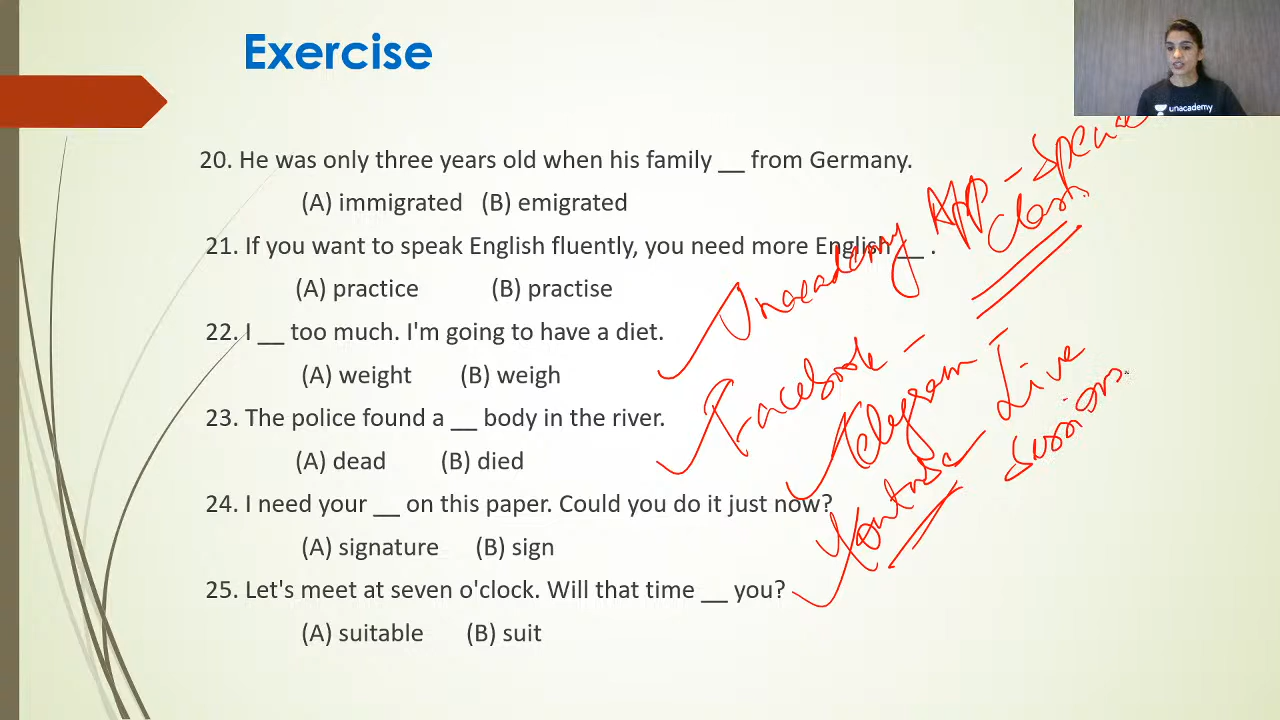 Exercise
unacademy
20. He was only three years old when his family __ from Germany.
(A) immigrated (B) emigrated
21. If you want to speak English fluently, you need more English __ .
(A) practice (B) practise
22. I __ too much. I'm going to have a diet.
(A) weight (B) weigh
23. The police found a __ body in the river.
(A) dead (B) died
24. I need your __ on this paper. Could you do it just now?
(A) signature (B) sign
25. Let's meet at seven o'clock. Will that time __ you?
(A) suitable (B) suit
Unacademy App -
Class
Facebook -
Telegram -
Youtube -
Live
sessions